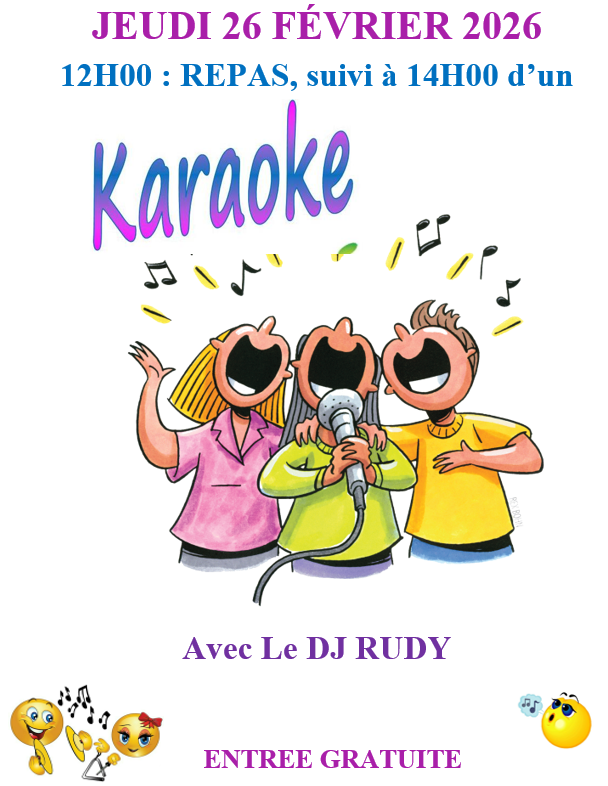 JEUDI 26 FÉVRIER 2026
12H00 : REPAS, suivi à 14H00 d’un
Karaoke
Avec Le DJ RUDY
ENTREE GRATUITE